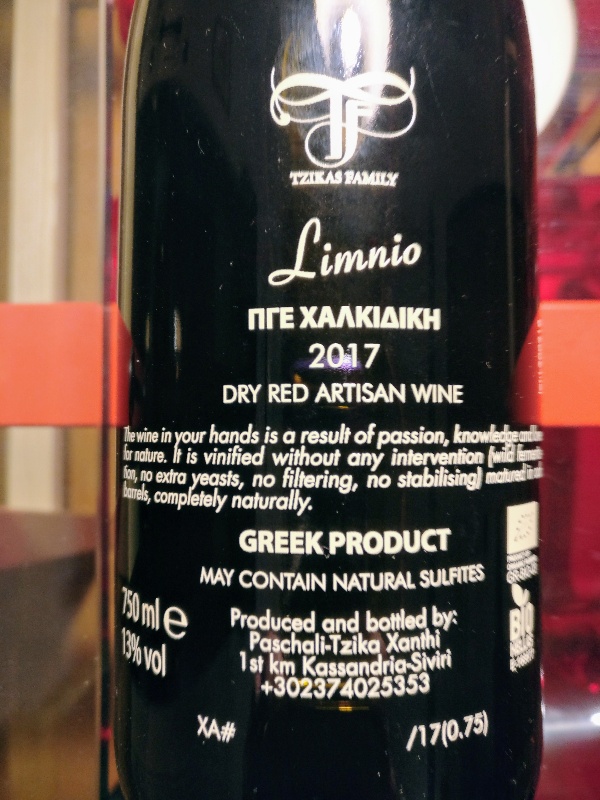 TF
TZIKAS FAMILY
Limnio
ΠΓΕ ΧΑΛΚΙΔΙΚΗ
2017
DRY RED ARTISAN WINE
The wine in your hands is a result of passion, knowledge and
for nature. It is vinified without any intervention (wild
tion, no extra yeasts, no filtering, no stabilising) matured in
barrels, completely naturally.
GREEK PRODUCT
MAY CONTAIN NATURAL SULFITES
750 ml e
13% vol
BIO
Produced and bottled by:
Paschali-Tzika Xanthi
1st km Kassandria-Siviri
+302374025353
XA# /17(0.75)